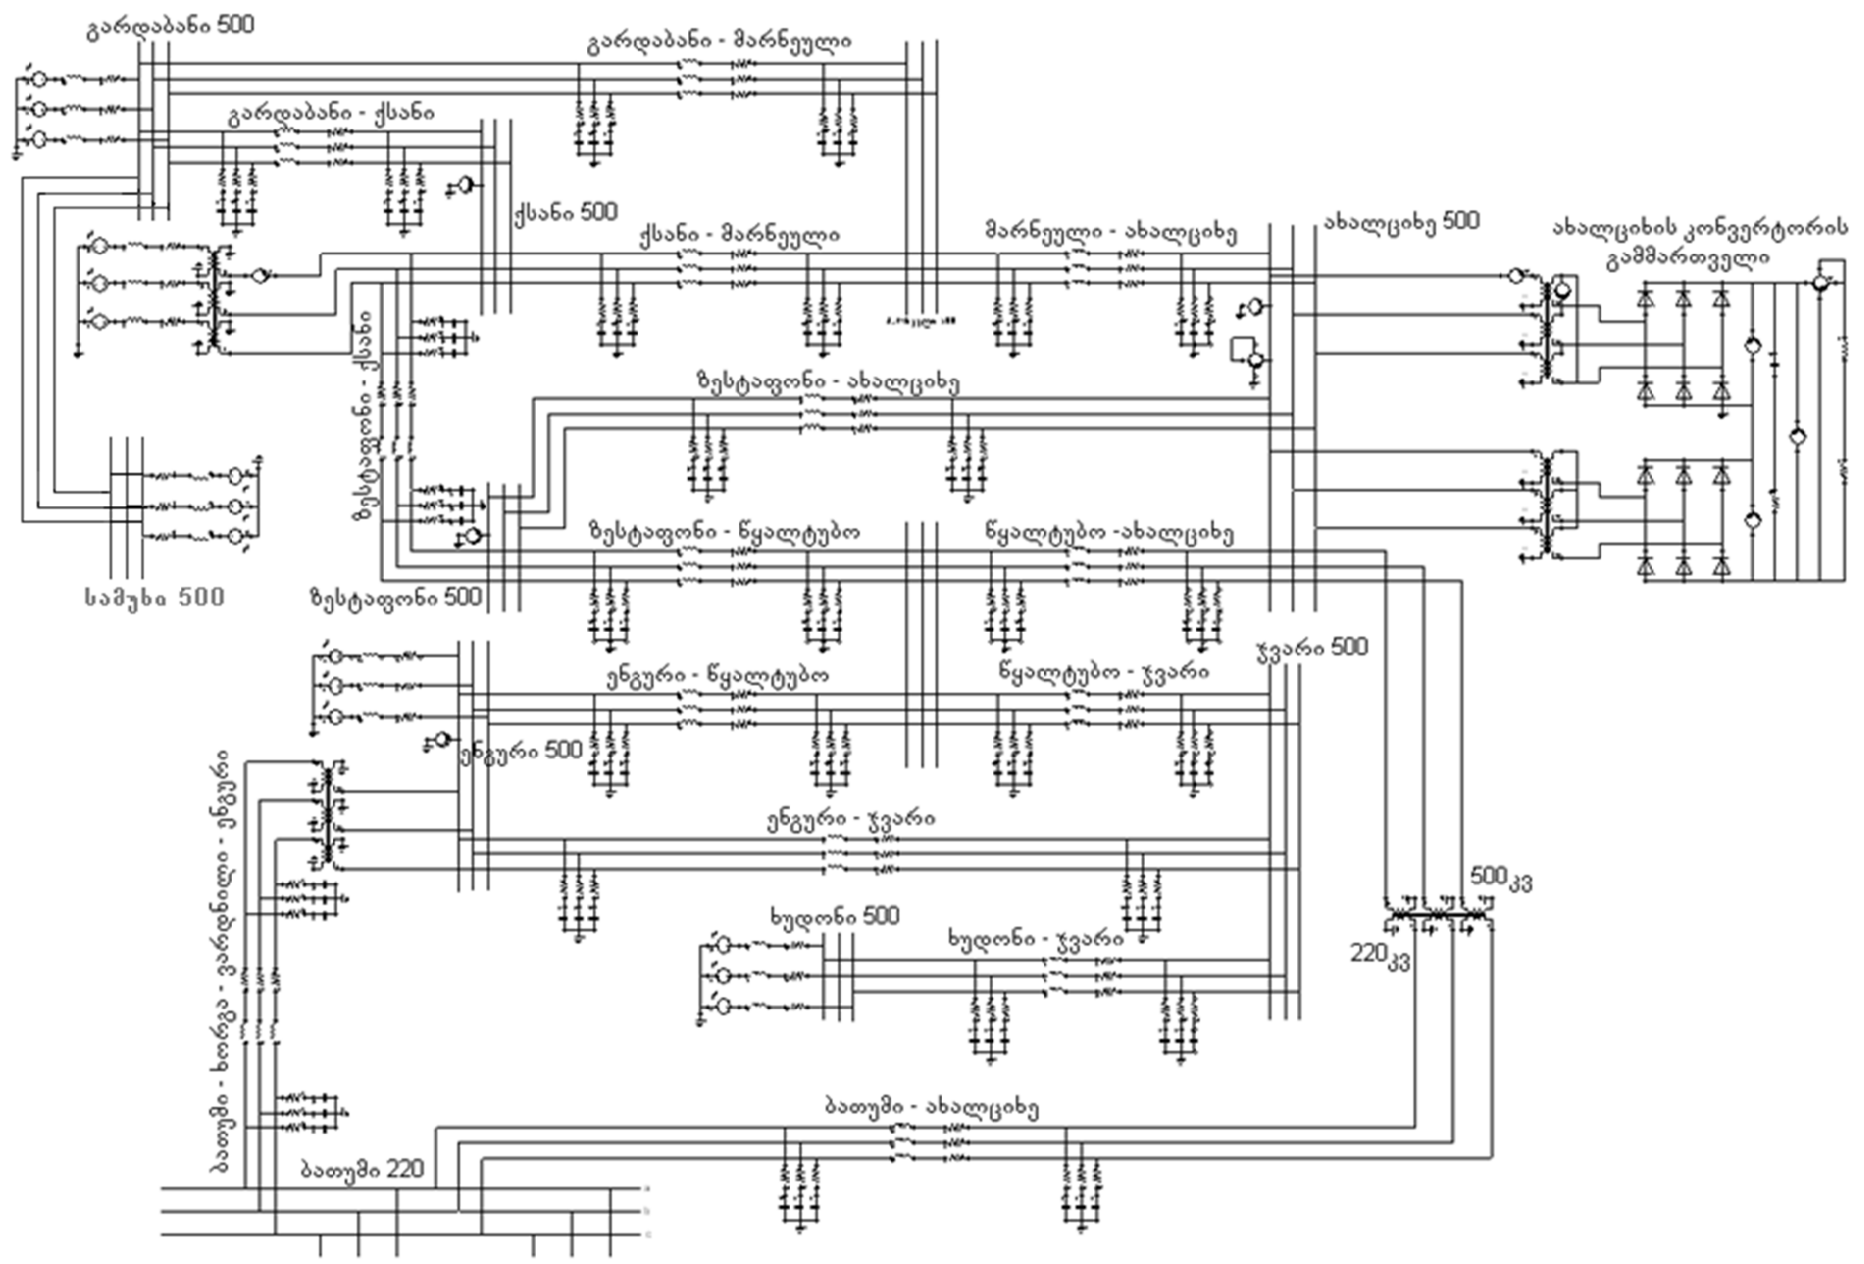 გარდაბანი 500
გარდაბანი - მარნეული
გარდაბანი - ქსანი
ქსანი 500
ქსანი - მარნეული
მარნეული - ახალციხე
ახალციხე 500
ახალციხის კონვერტორის
გამმართველი
ზესტაფონი - ქსანი
ზესტაფონი - ახალციხე
ზესტაფონი - წყალტუბო
წყალტუბო -ახალციხე
სამუხი 500
ზესტაფონი 500
ჯვარი 500
ენგური - წყალტუბო
წყალტუბო - ჯვარი
ენგური 500
ბათუმი - ხორგა - ვარდნილი - ენგური
ენგური - ჯვარი
500კვ
ხუდონი 500
ხუდონი - ჯვარი
220კვ
ბათუმი - ახალციხე
ბათუმი 220
a
b
c